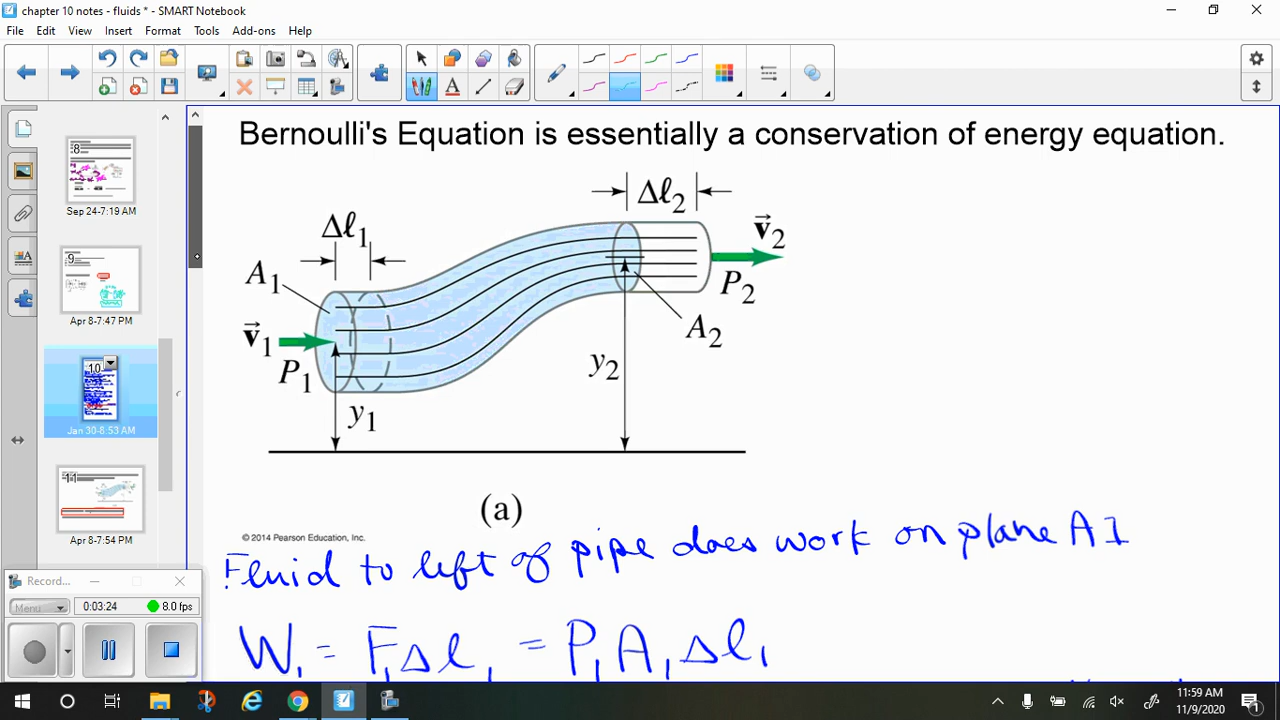 chapter 10 notes - fluids * - SMART Notebook
File Edit View Insert Format Tools Add-ons Help
Bernoulli's Equation is essentially a conservation of energy equation.
Δℓ2
Δℓ1
v⃗2
A1
P2
v⃗1
A2
P1
y2
y1
(a)
© 2014 Pearson Education, Inc.
Fluid to left of pipe does work on plane A1
W1 = F1Δl1 = P1A1Δl1
8
Sep 24-7:19 AM
9
Apr 8-7:47 PM
10
Jan 30-8:53 AM
11
Apr 8-7:54 PM
Record...
Menu 0:03:24 8.0 fps
11:59 AM
11/9/2020